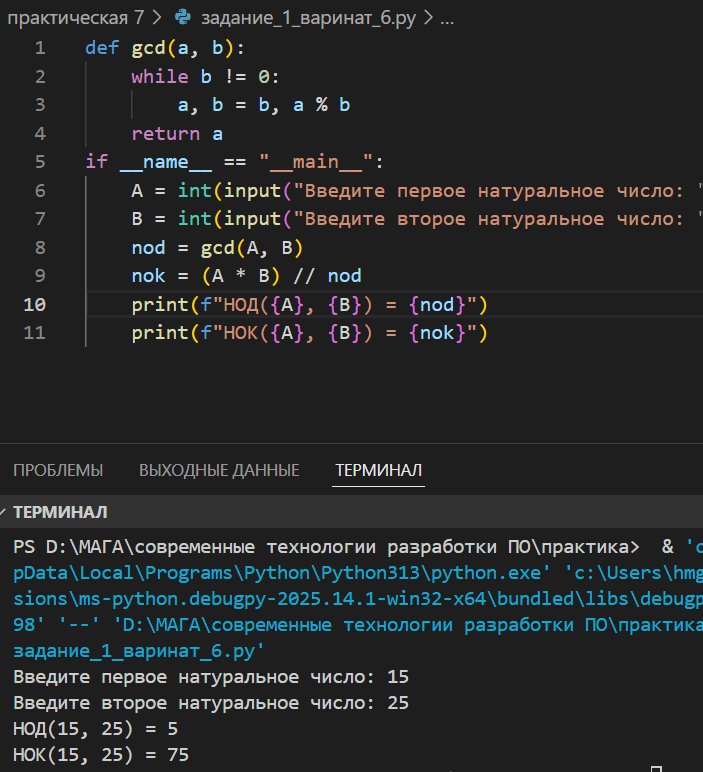 практическая 7 > задание_1_варинат_6.py > ...
1 def gcd(a, b):
2 while b != 0:
3 a, b = b, a % b
4 return a
5 if __name__ == "__main__":
6 A = int(input("Введите первое натуральное число: "
7 B = int(input("Введите второе натуральное число: "
8 nod = gcd(A, B)
9 nok = (A * B) // nod
10 print(f"НОД({A}, {B}) = {nod}")
11 print(f"НОК({A}, {B}) = {nok}")
ПРОБЛЕМЫ ВЫХОДНЫЕ ДАННЫЕ ТЕРМИНАЛ
ТЕРМИНАЛ
PS D:\МАГА\современные технологии разработки ПО\практика> & 'c
pData\Local\Programs\Python\Python313\python.exe' 'c:\Users\hmg
sions\ms-python.debugpy-2025.14.1-win32-x64\bundled\libs\debugp
98' '--' 'D:\МАГА\современные технологии разработки ПО\практика
задание_1_варинат_6.py'
Введите первое натуральное число: 15
Введите второе натуральное число: 25
НОД(15, 25) = 5
НОК(15, 25) = 75